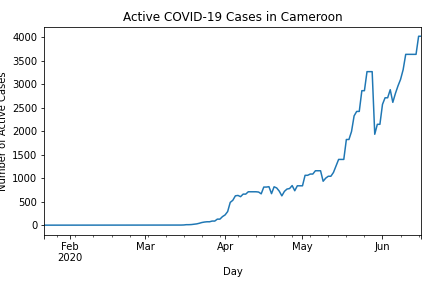 Active COVID-19 Cases in Cameroon
Number of Active Cases
4000
3500
3000
2500
2000
1500
1000
500
0
Feb
2020
Mar
Apr
May
Jun
Day